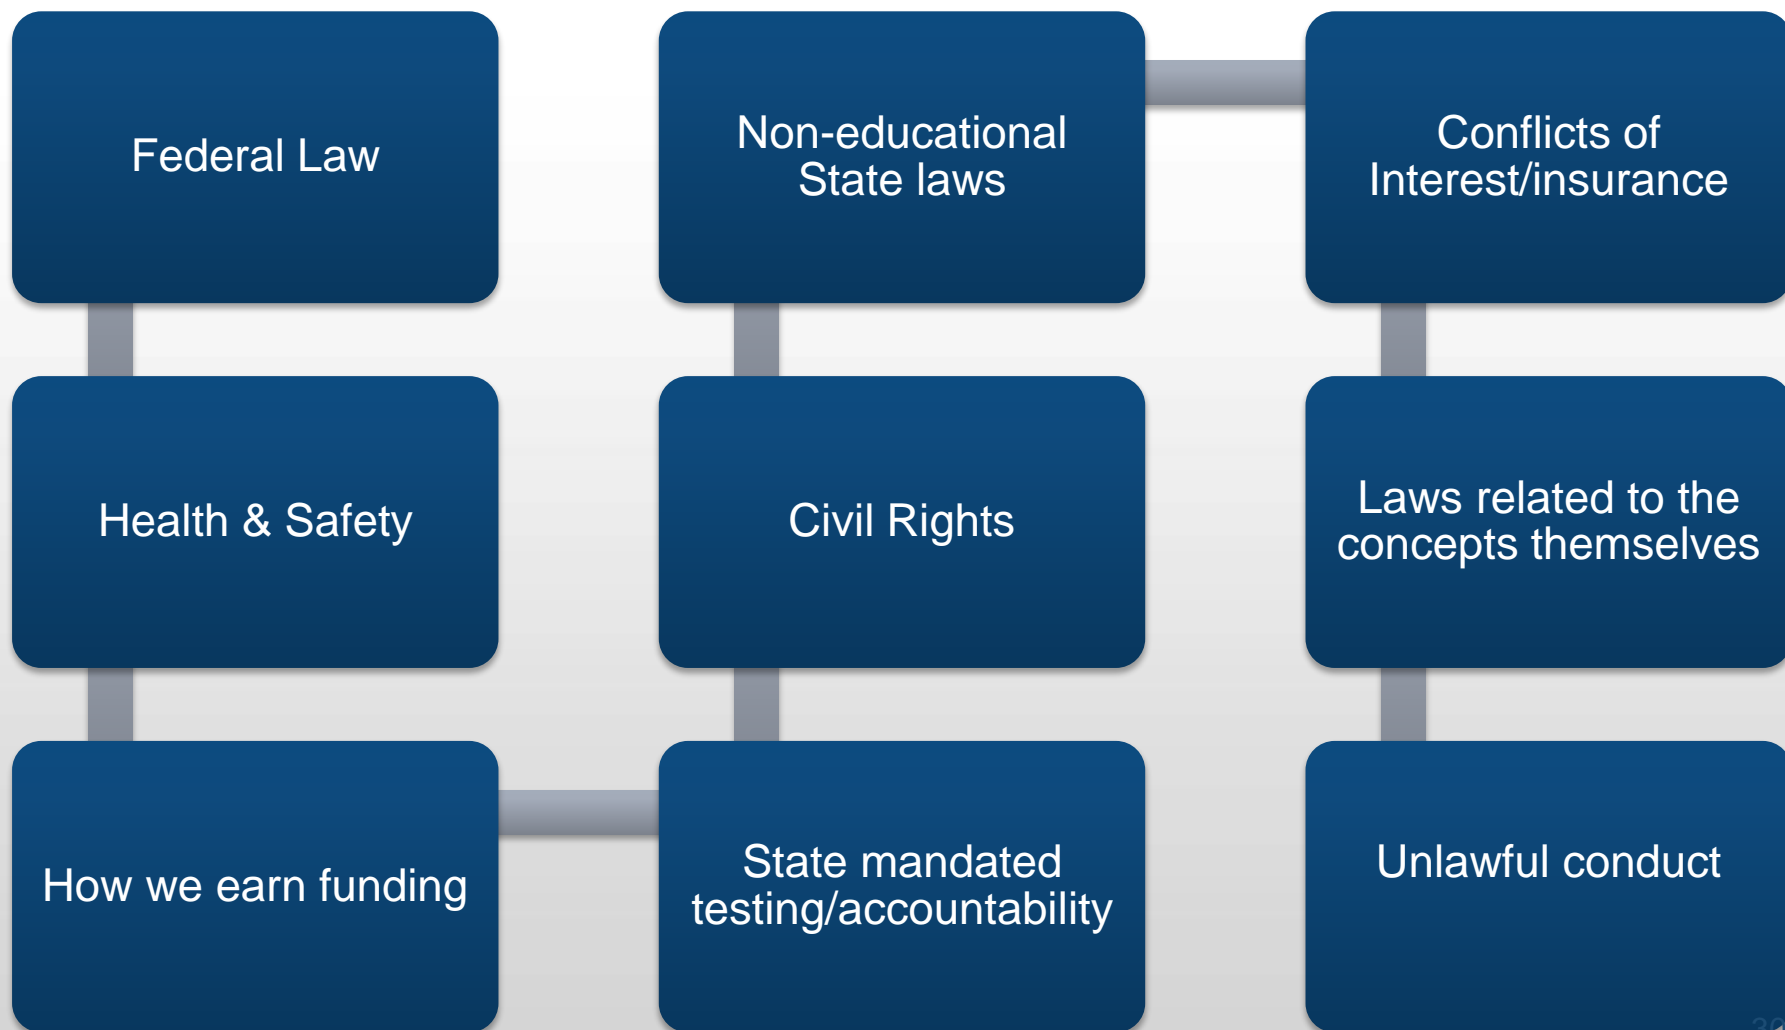 Federal Law
Health & Safety
How we earn funding
State mandated
testing/accountability
Civil Rights
Non-educational
State laws
Conflicts of
Interest/insurance
Laws related to the
concepts themselves
Unlawful conduct